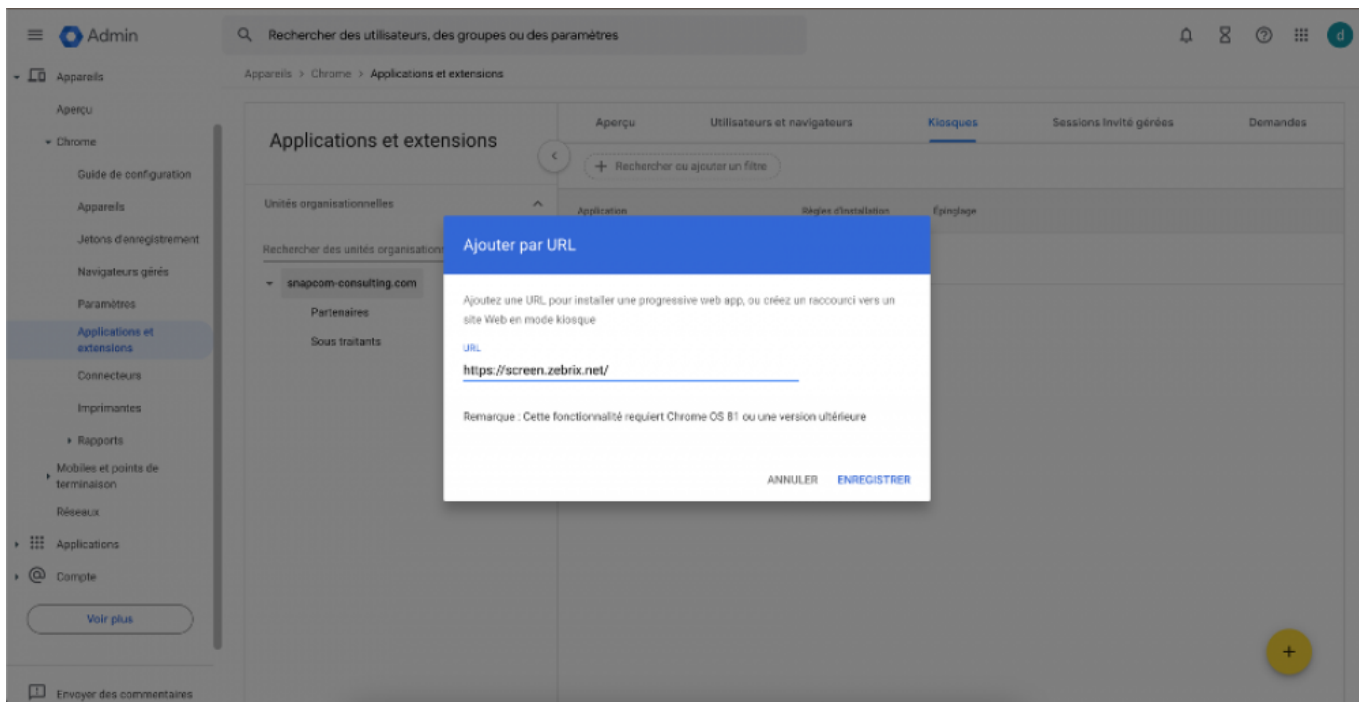 Admin
Rechercher des utilisateurs, des groupes ou des paramètres
d
Appareils
Aperçu
Chrome
Guide de configuration
Appareils
Jetons d'enregistrement
Navigateurs gérés
Paramètres
Applications et
extensions
Connecteurs
Imprimantes
Rapports
Mobiles et points de
terminaison
Réseaux
Applications
Compte
Voir plus
Envoyer des commentaires
Appareils > Chrome > Applications et extensions
Applications et extensions
Unités organisationnelles
Rechercher des unités organisationn
snapcom-consulting.com
Partenaires
Sous traitants
Aperçu
Utilisateurs et navigateurs
Kiosques
Sessions Invité gérées
Demandes
+ Rechercher ou ajouter un filtre
Application
Règles d'installation
Épinglage
Ajouter par URL
Ajoutez une URL pour installer une progressive web app, ou créez un raccourci vers un
site Web en mode kiosque
URL
https://screen.zebrix.net/
Remarque : Cette fonctionnalité requiert Chrome OS 81 ou une version ultérieure
ANNULER
ENREGISTRER
+